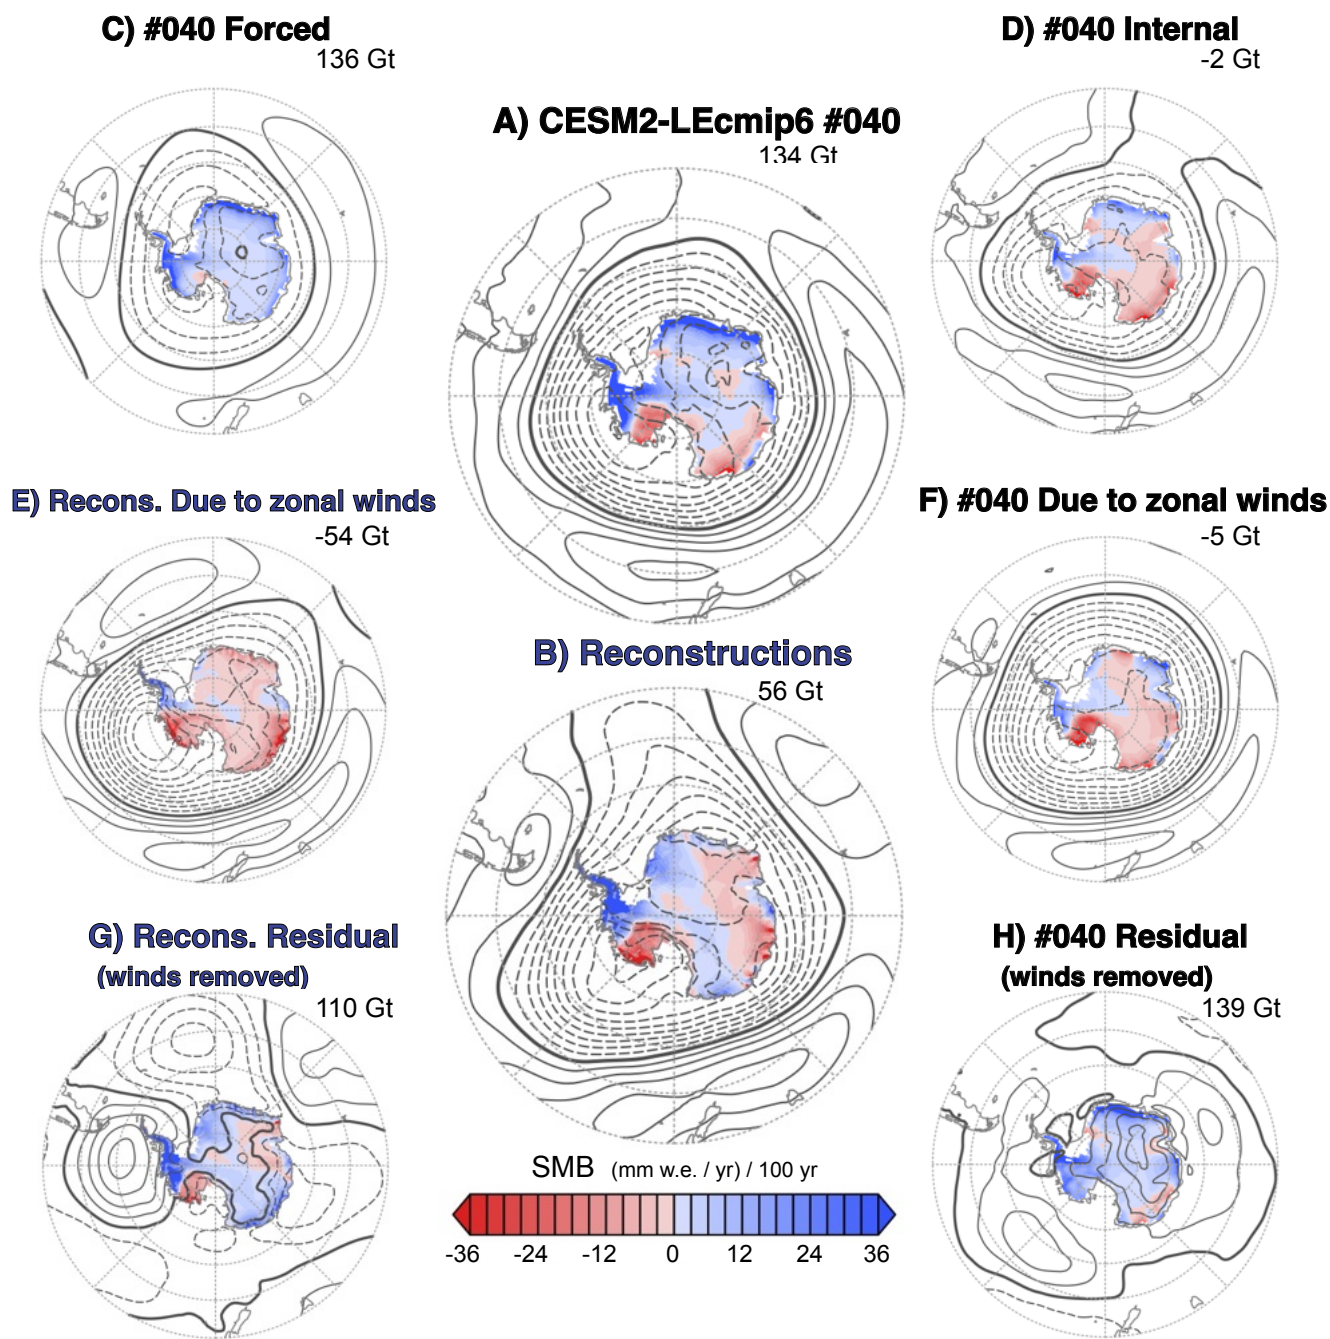 C) #040 Forced
136 Gt
D) #040 Internal
-2 Gt
A) CESM2-LEcmip6 #040
134 Gt
E) Recons. Due to zonal winds
-54 Gt
F) #040 Due to zonal winds
-5 Gt
B) Reconstructions
56 Gt
G) Recons. Residual
(winds removed)
110 Gt
H) #040 Residual
(winds removed)
139 Gt
SMB (mm w.e. / yr) / 100 yr
-36 -24 -12 0 12 24 36